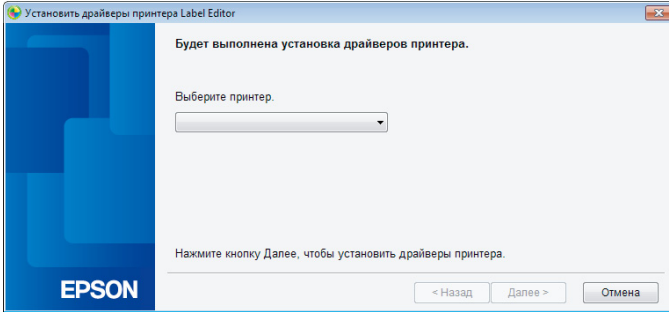 Установить драйверы принтера Label Editor
Будет выполнена установка драйверов принтера.
Выберите принтер.
Нажмите кнопку Далее, чтобы установить драйверы принтера.
EPSON
< Назад
Далее >
Отмена